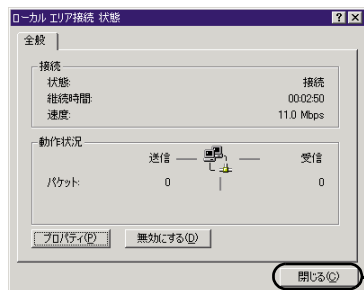 ローカル エリア接続 状態
全般
接続
状態: 接続
継続時間: 00:02:50
速度: 11.0 Mbps
動作状況
送信 受信
パケット: 0 0
プロパティ(P) 無効にする(D)
閉じる(C)